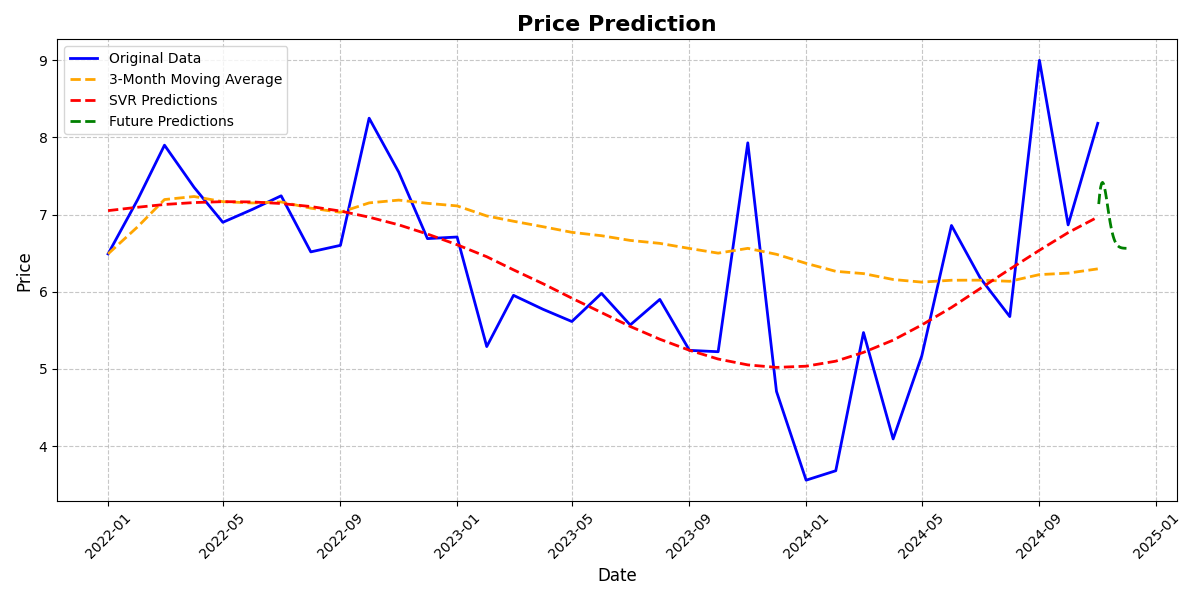 Price Prediction
Original Data
3-Month Moving Average
SVR Predictions
Future Predictions
Price
9
8
7
6
5
4
2022-01
2022-05
2022-09
2023-01
2023-05
2023-09
2024-01
2024-05
2024-09
2025-01
Date